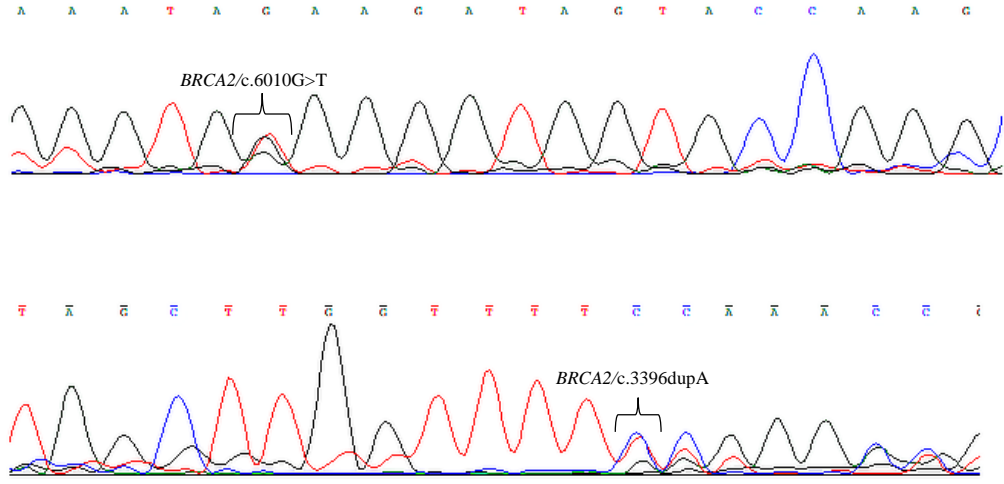 A A A T A G A A G A T A G T A C C A A G
BRCA2/c.6010G>T
T A G C T T G G T T T T C C A A A C C
BRCA2/c.3396dupA